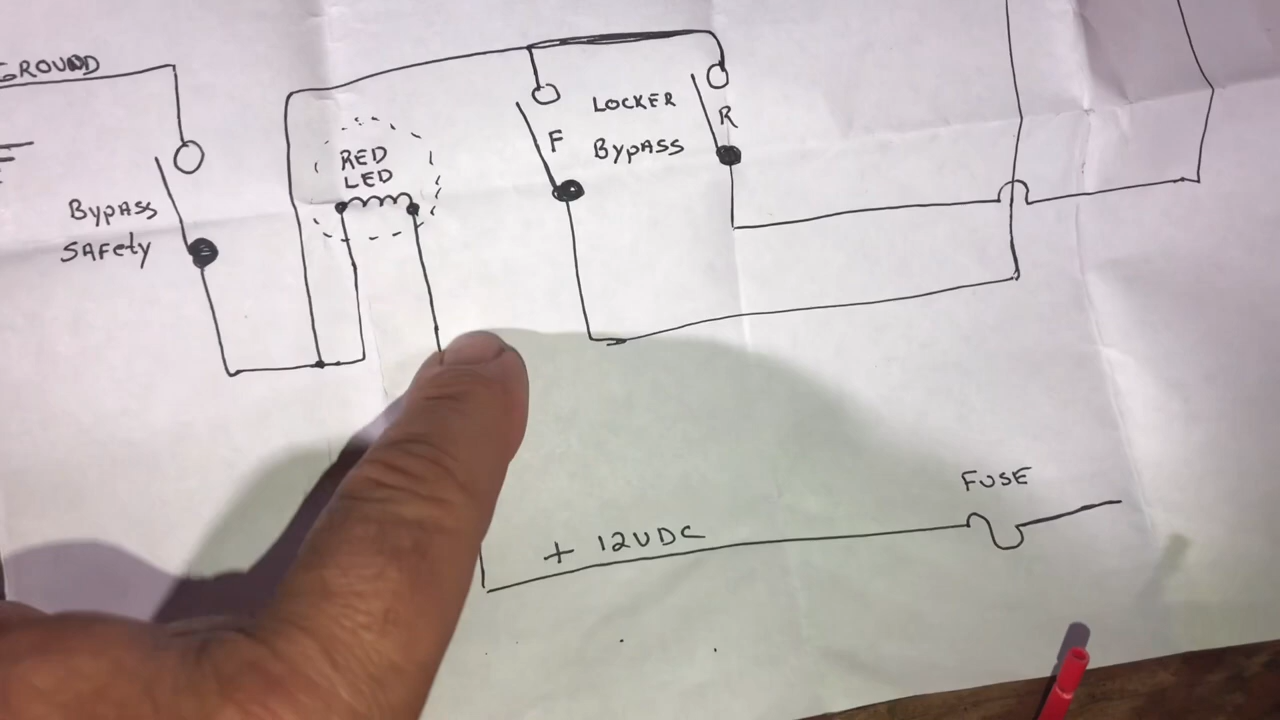 GROUND
RED
LED
F
LOCKER
BYPASS
R
BYPASS
SAFETY
+ 12VDC
FUSE